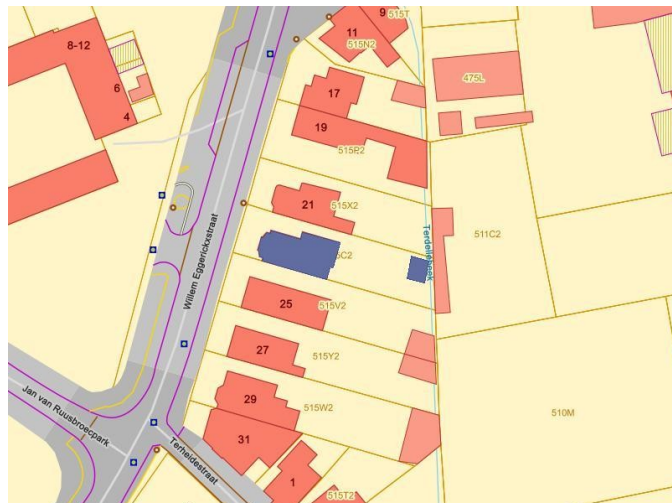 9
515T
11
515N2
8-12
6
4
17
475L
19
515R2
21
515X2
Willem Eggerickxstraat
Terdellebeek
511C2
5C2
25
515V2
27
515Y2
Jan van Ruusbroecpark
29
515W2
510M
31
Terheidestraat
1
515T2